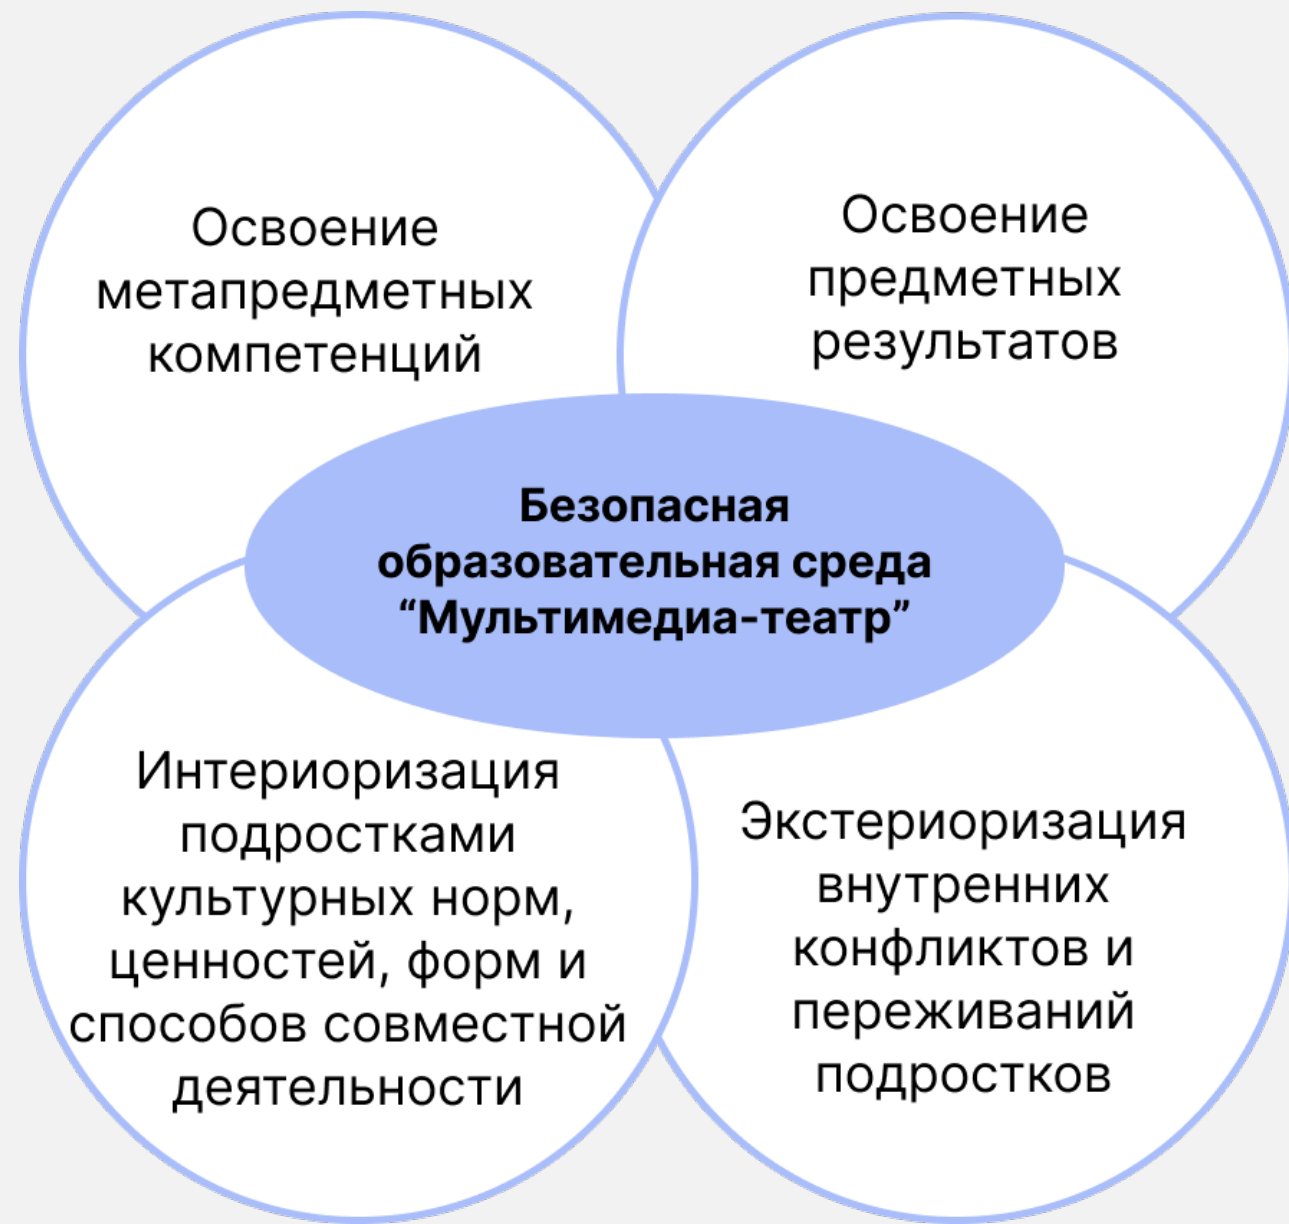 Освоение
метапредметных
компетенций
Освоение
предметных
результатов
Безопасная
образовательная среда
“Мультимедиа-театр”
Интериоризация
подростками
культурных норм,
ценностей, форм и
способов совместной
деятельности
Экстериоризация
внутренних
конфликтов и
переживаний
подростков